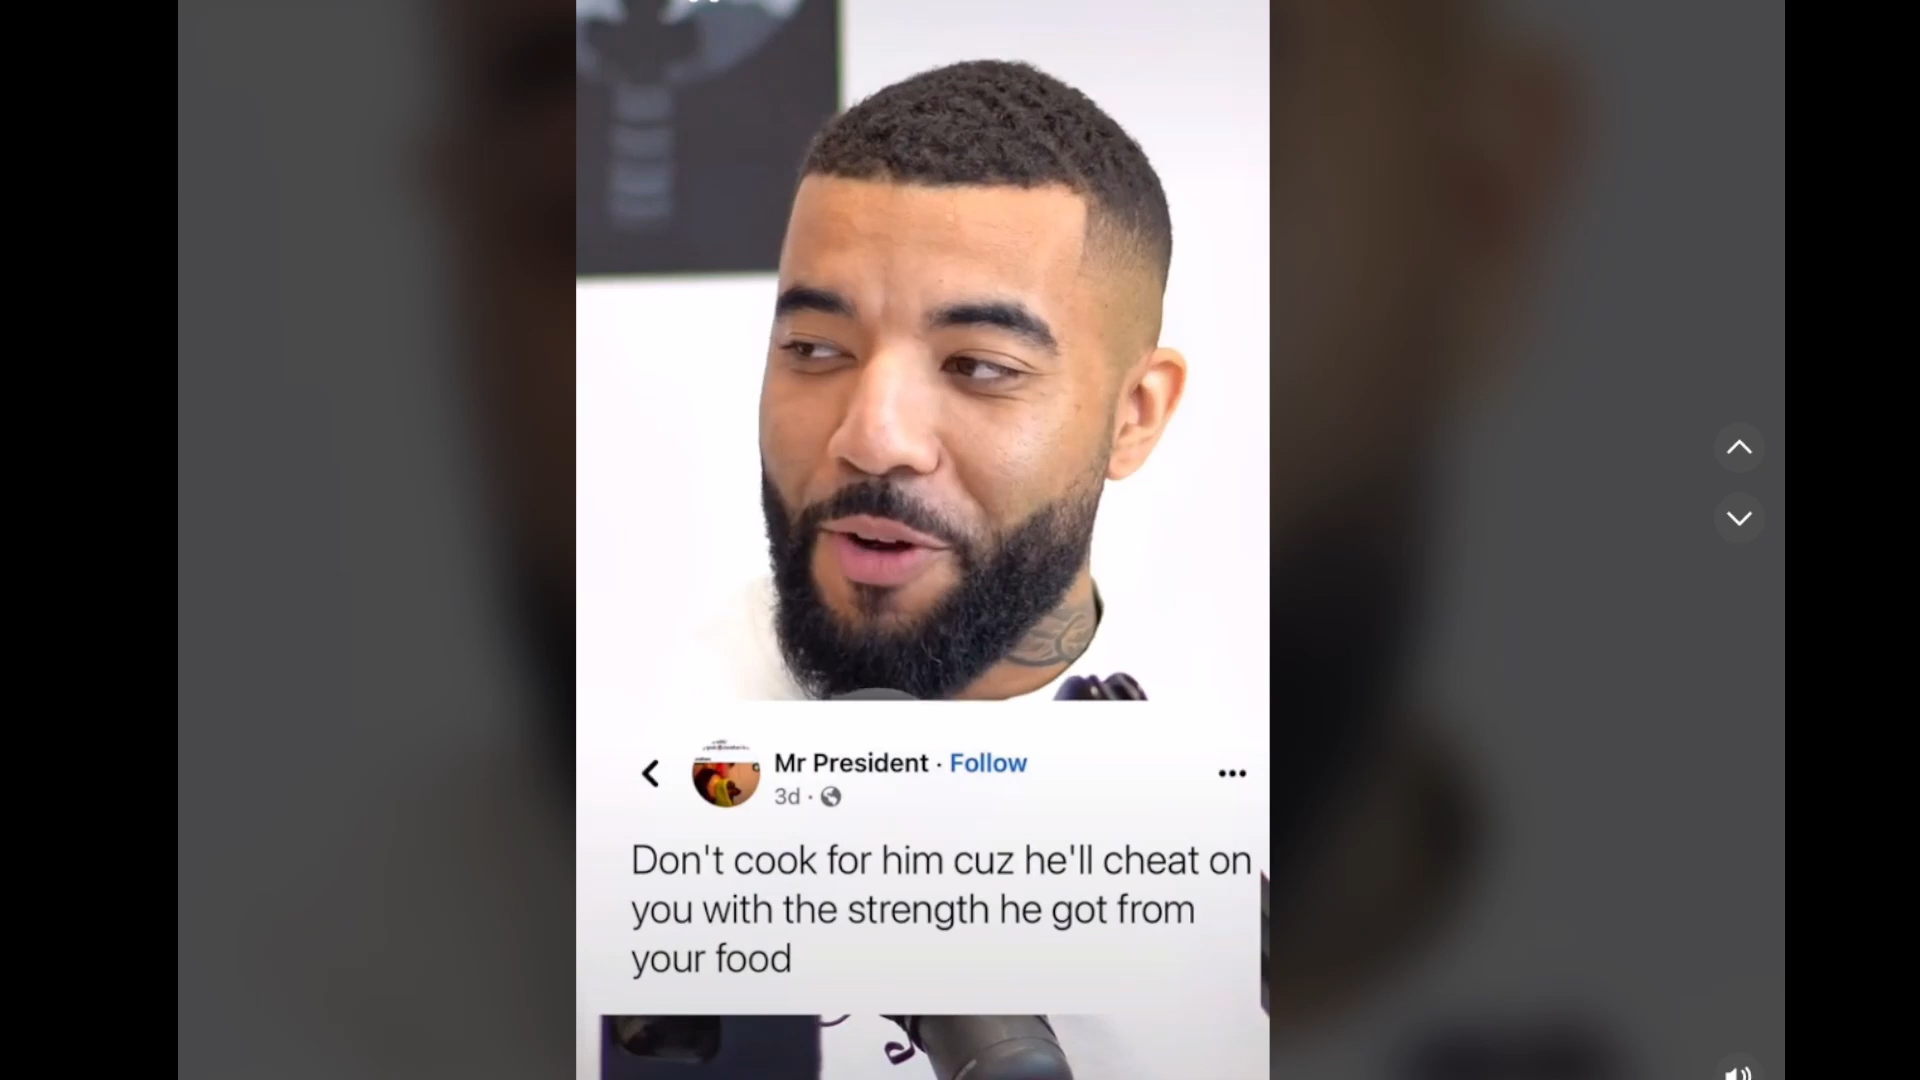 Mr President · Follow
3d ·
Don't cook for him cuz he'll cheat on
you with the strength he got from
your food